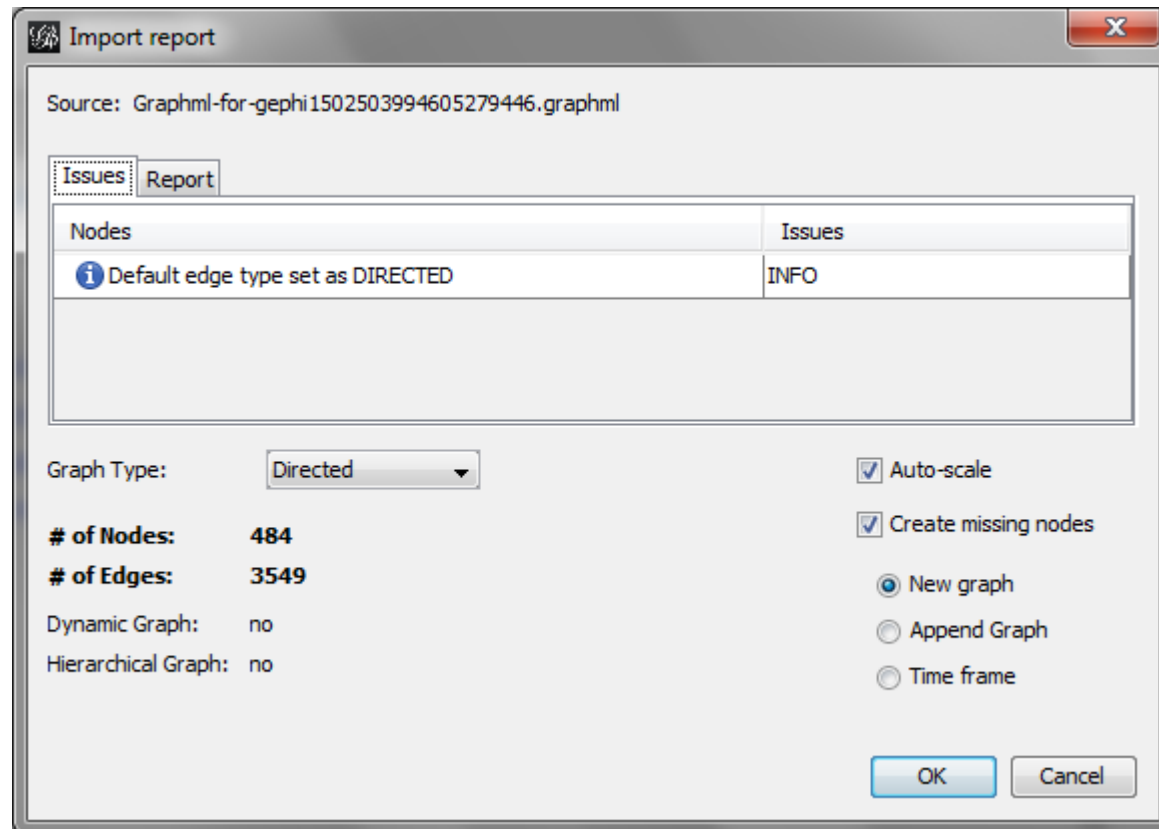 Import report
Source: Graphml-for-gephi1502503994605279446.graphml
Issues Report
Nodes Issues
Default edge type set as DIRECTED INFO
Graph Type: Directed Auto-scale
Create missing nodes
# of Nodes: 484
# of Edges: 3549
New graph
Dynamic Graph: no Append Graph
Hierarchical Graph: no Time frame
OK Cancel